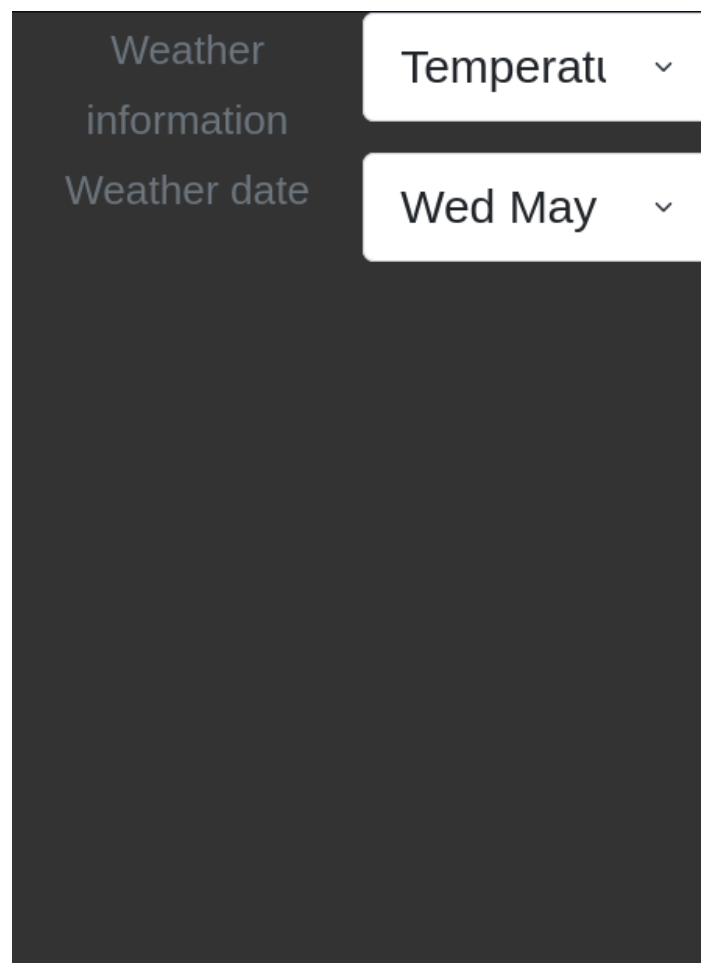 Weather
information
Temperatu
Weather date
Wed May